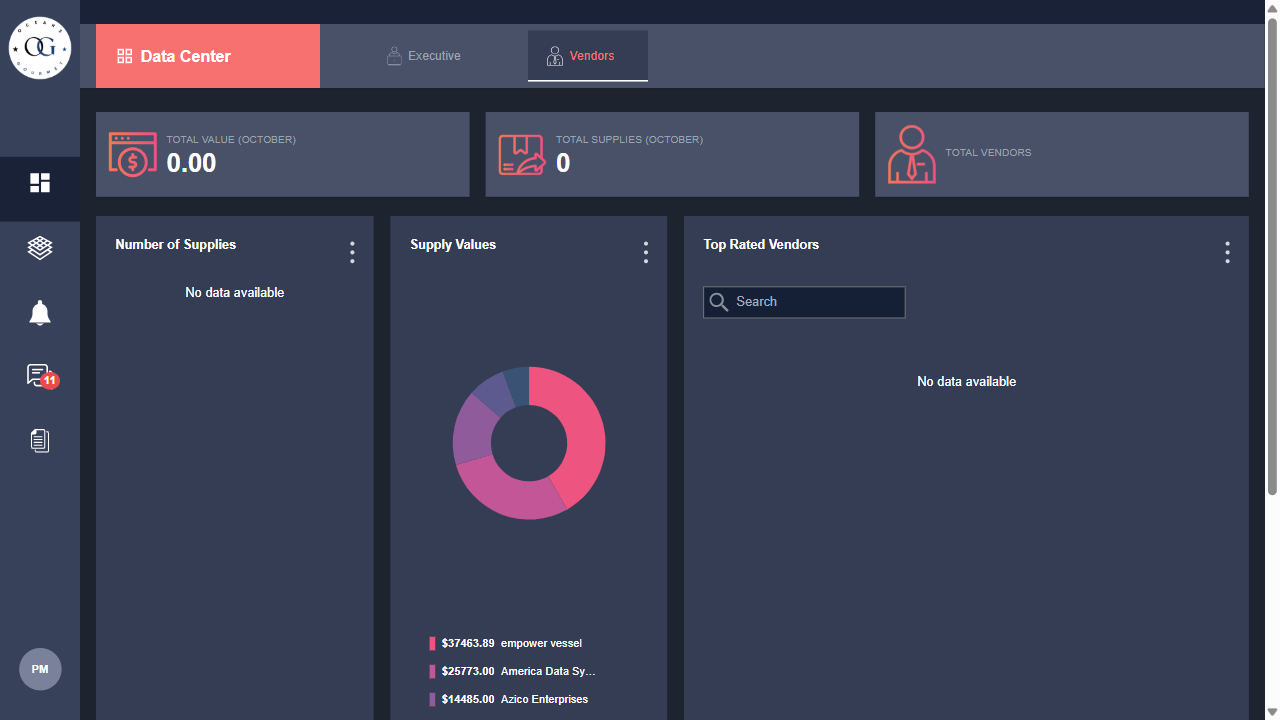 OCEANS
OG
GOURMET
Data Center
Executive
Vendors
TOTAL VALUE (OCTOBER)
0.00
TOTAL SUPPLIES (OCTOBER)
0
TOTAL VENDORS
Number of Supplies
No data available
Supply Values
$37463.89 empower vessel
$25773.00 America Data Sy...
$14485.00 Azico Enterprises
Top Rated Vendors
Search
No data available
11
PM